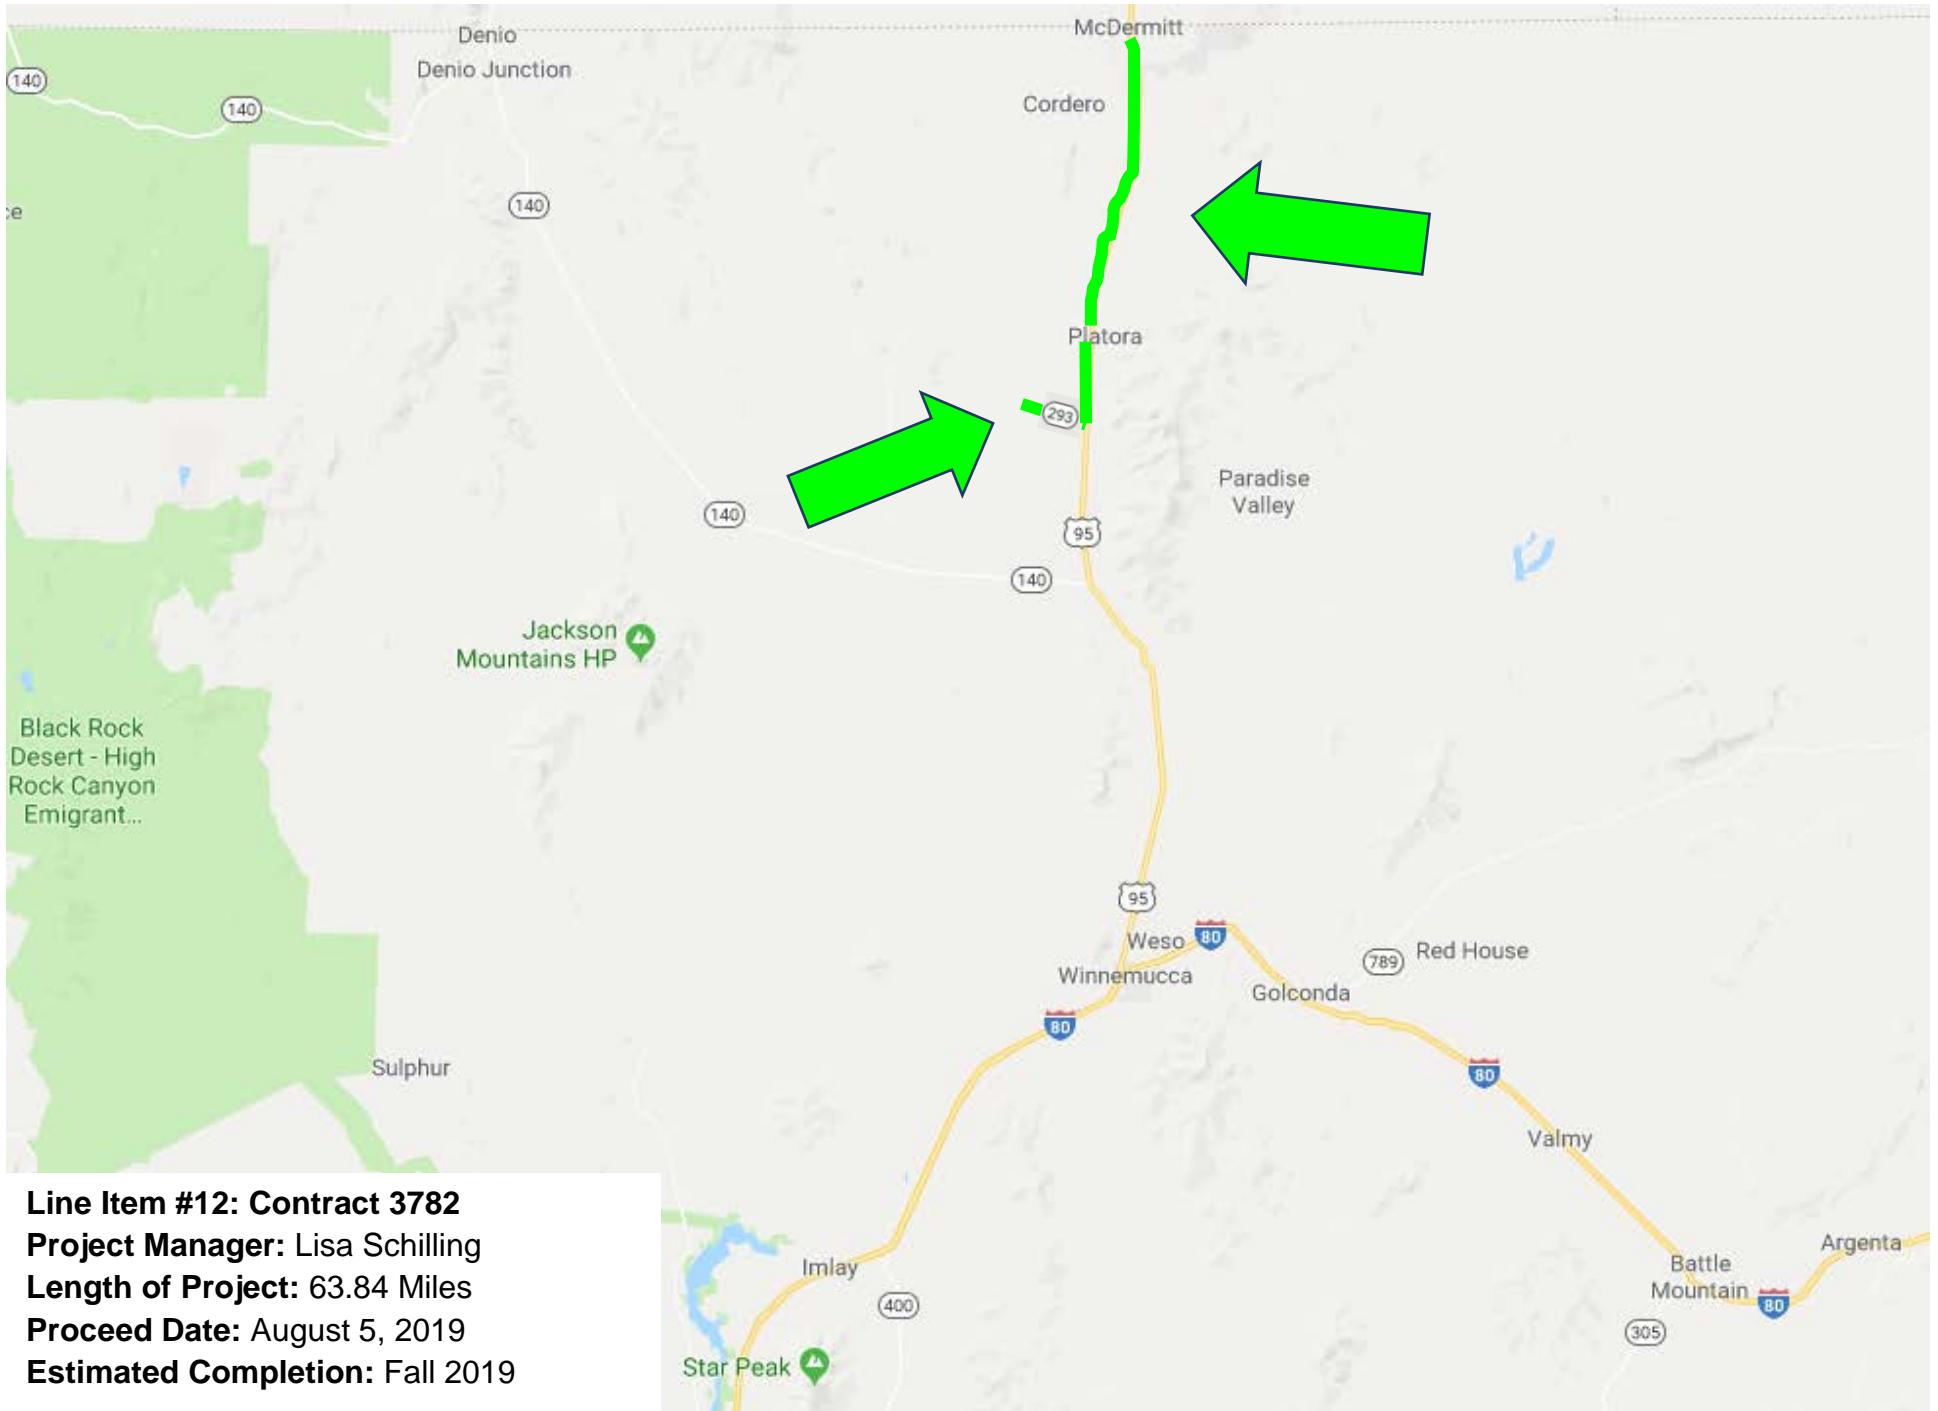 McDermitt
Denio
Denio Junction
140
140
Cordero
140
ce
Platora
293
Paradise
Valley
140
95
140
Jackson
Mountains HP
Black Rock
Desert - High
Rock Canyon
Emigrant...
95
Weso
80
Red House
789
Winnemucca
Golconda
80
Sulphur
80
Valmy
Argenta
Battle
Mountain
80
Imlay
400
305
Star Peak
Line Item #12: Contract 3782
Project Manager: Lisa Schilling
Length of Project: 63.84 Miles
Proceed Date: August 5, 2019
Estimated Completion: Fall 2019